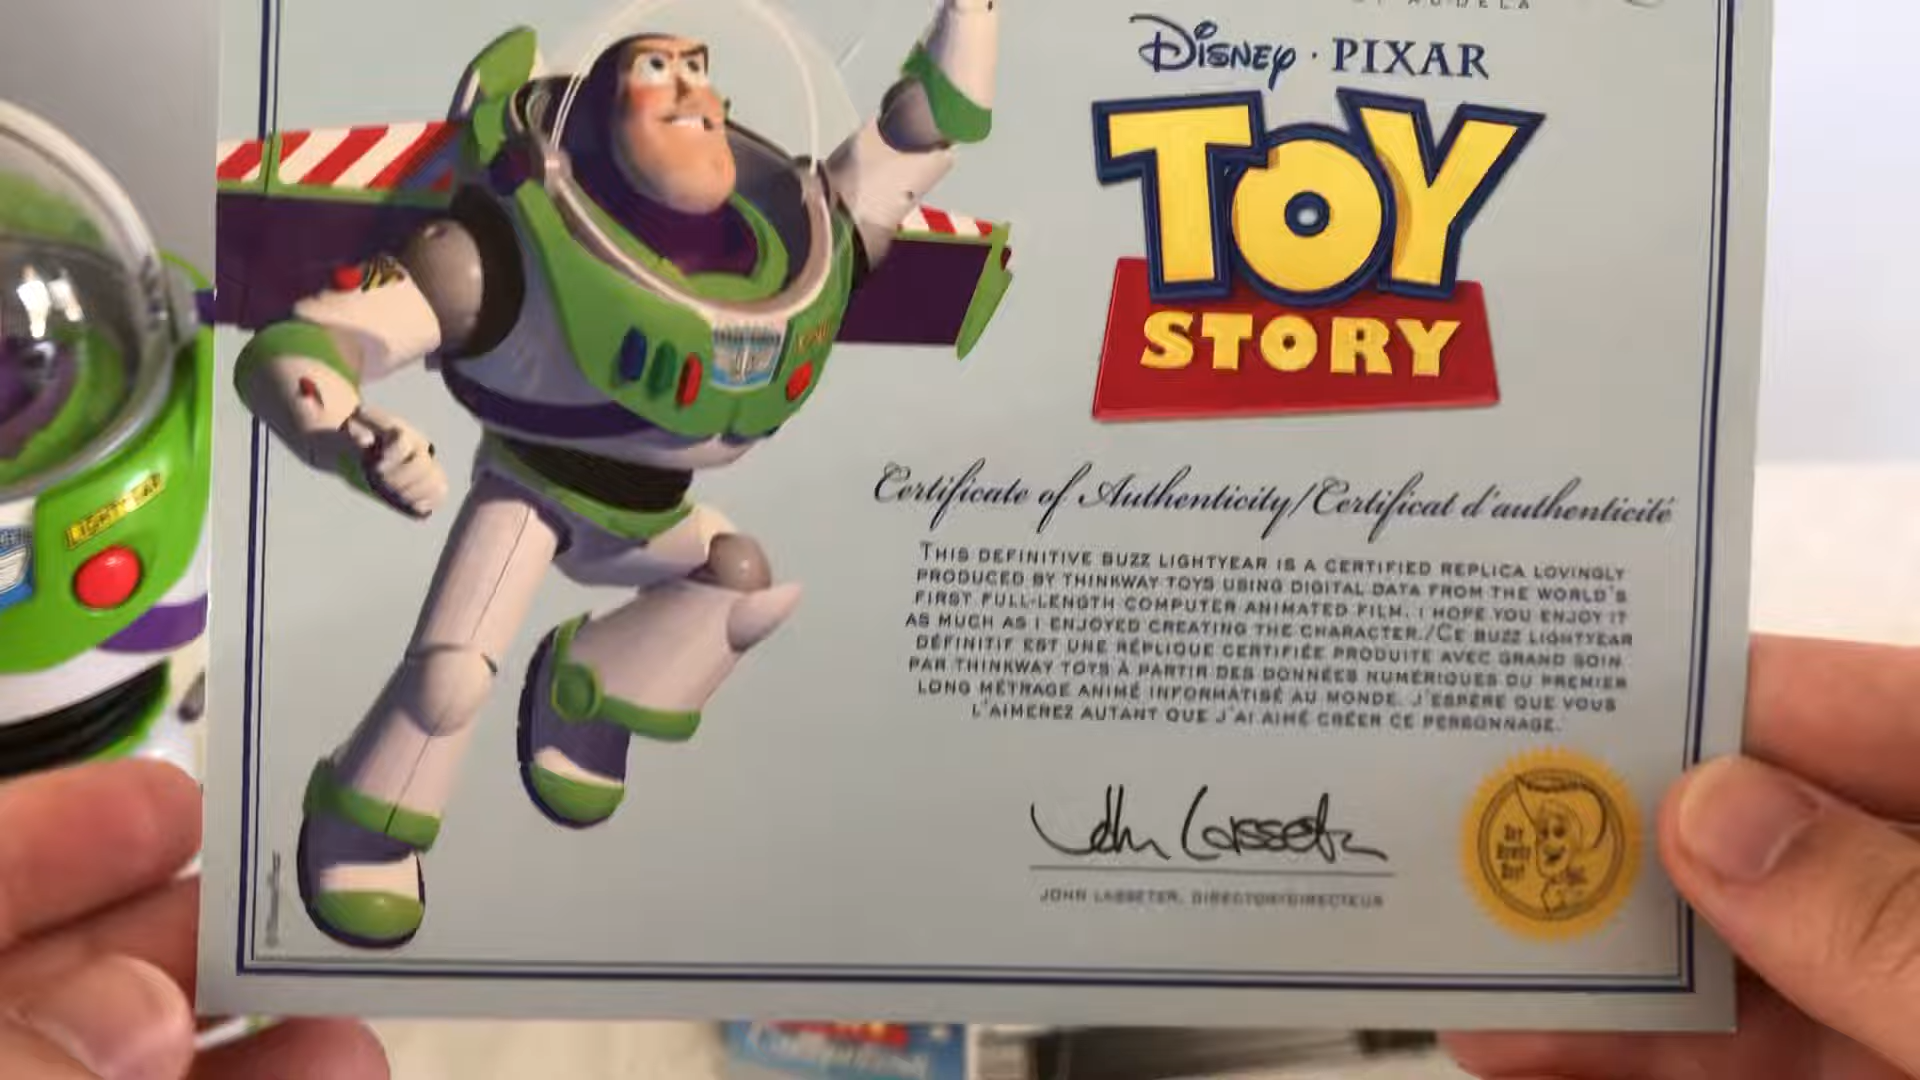 Disney · PIXAR
TOY
STORY
Certificate of Authenticity/Certificat d'authenticité
THIS DEFINITIVE BUZZ LIGHTYEAR IS A CERTIFIED REPLICA LOVINGLY
PRODUCED BY THINKWAY TOYS USING DIGITAL DATA FROM THE WORLD'S
FIRST FULL-LENGTH COMPUTER ANIMATED FILM. I HOPE YOU ENJOY IT
AS MUCH AS I ENJOYED CREATING THE CHARACTER./CE BUZZ LIGHTYEAR
DÉFINITIF EST UNE RÉPLIQUE CERTIFIÉE PRODUITE AVEC GRAND SOIN
PAR THINKWAY TOYS À PARTIR DES DONNÉES NUMÉRIQUES DU PREMIER
LONG MÉTRAGE ANIMÉ INFORMATISÉ AU MONDE. J'ESPÈRE QUE VOUS
L'AIMEREZ AUTANT QUE J'AI AIMÉ CRÉER CE PERSONNAGE.
John Lasseter
JOHN LASSETER, DIRECTOR/DIRECTEUR
LIGHTYEAR